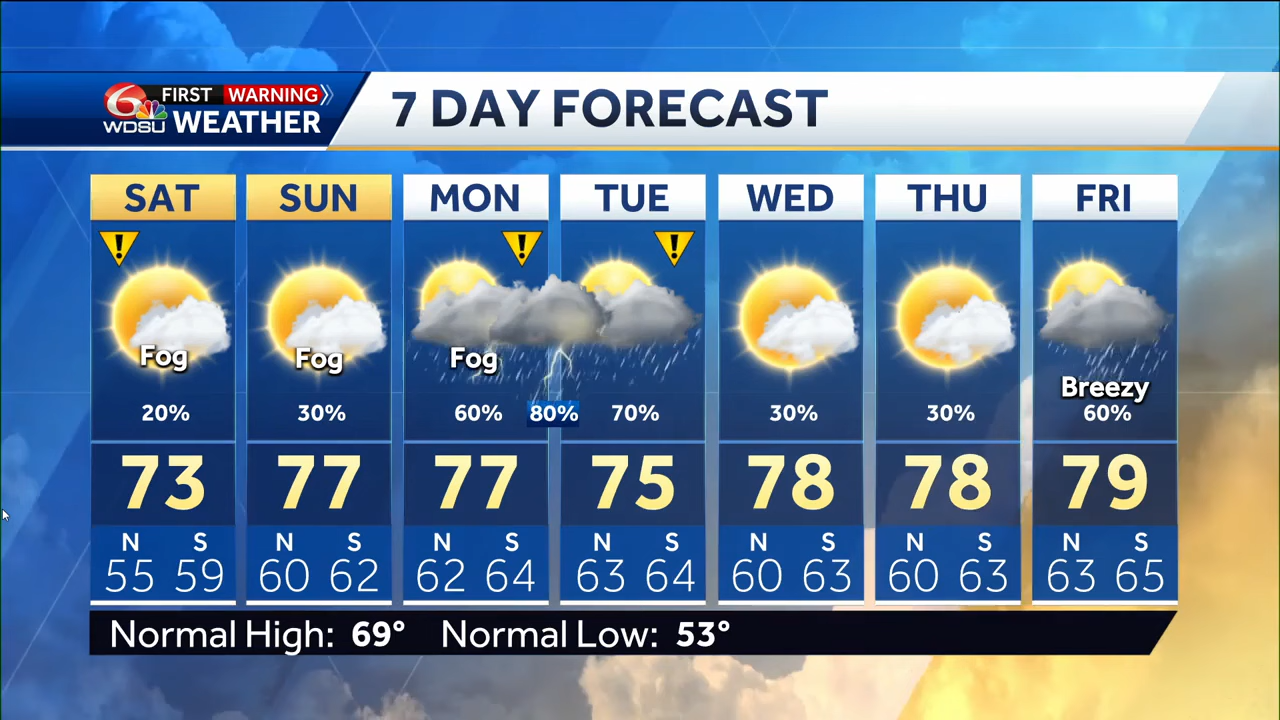 6 FIRST WARNING
WDSU WEATHER
7 DAY FORECAST
SAT SUN MON TUE WED THU FRI
! ! !
Fog Fog Fog
Breezy
20% 30% 60% 80% 70% 30% 30% 60%
73 77 77 75 78 78 79
N S N S N S N S N S N S N S
55 59 60 62 62 64 63 64 60 63 60 63 63 65
Normal High: 69° Normal Low: 53°